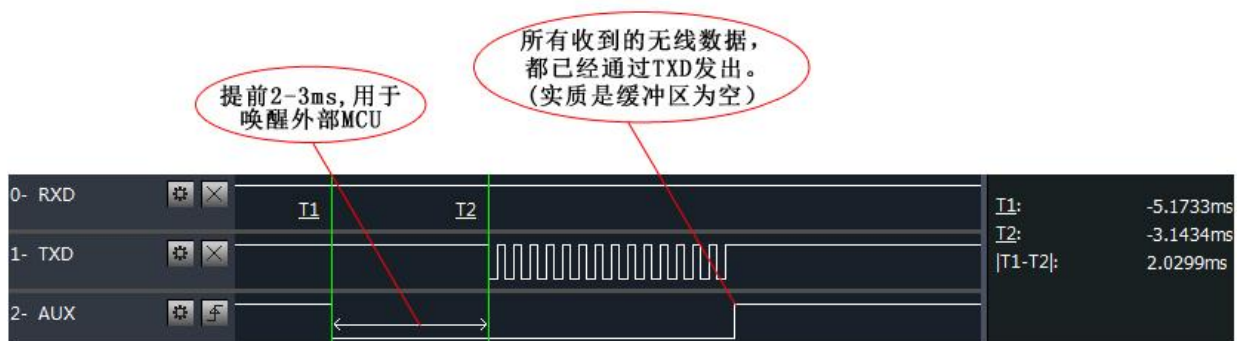 所有收到的无线数据，
都已经通过TXD发出。
(实质是缓冲区为空)
提前2-3ms,用于
唤醒外部MCU
0- RXD
T1
T2
1- TXD
2- AUX
T1: -5.1733ms
T2: -3.1434ms
|T1-T2|: 2.0299ms